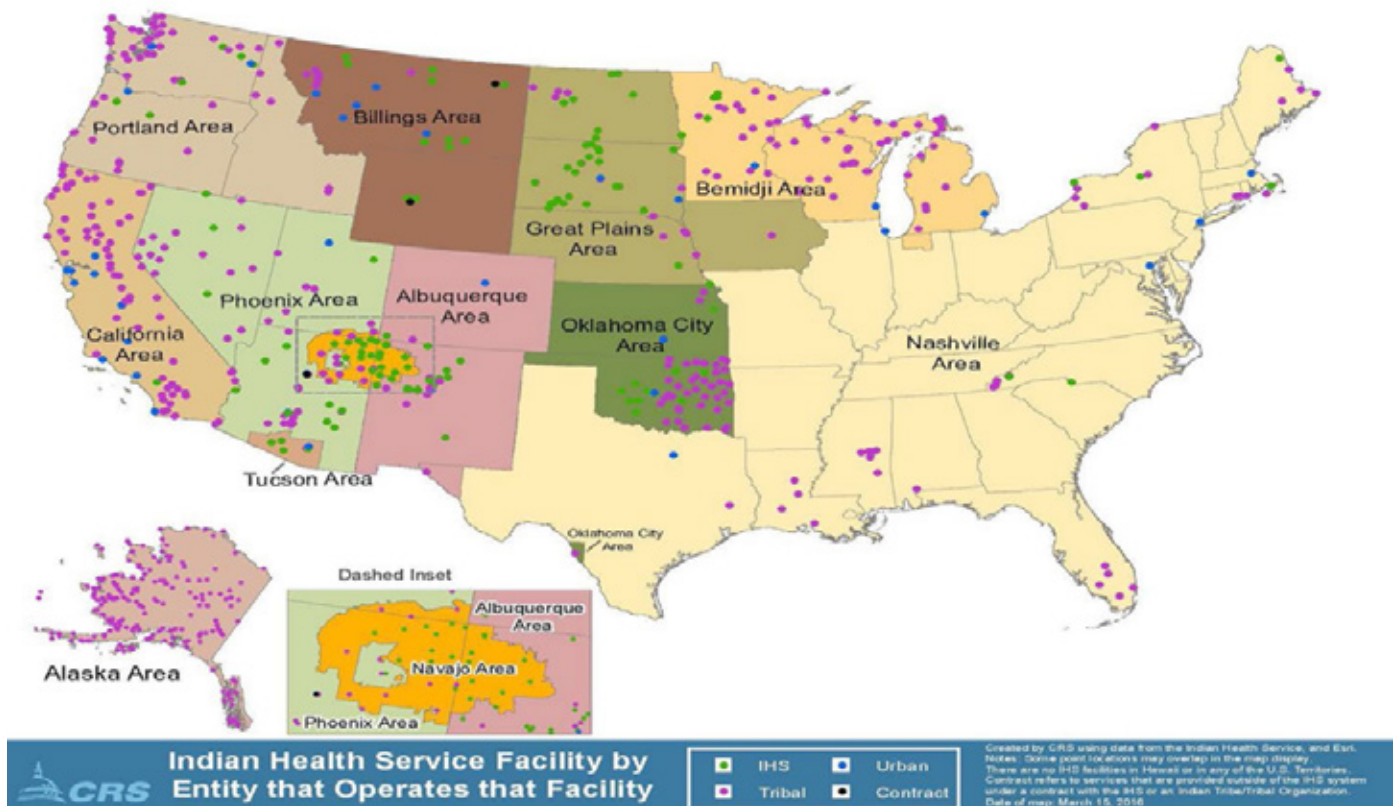 Portland Area
Billings Area
Great Plains
Area
Bemidji Area
Phoenix Area
Albuquerque
Area
California
Area
Oklahoma City
Area
Nashville
Area
Tucson Area
Oklahoma City
Area
Alaska Area
Dashed Inset
Albuquerque
Area
Navajo Area
Phoenix Area
CRS
Indian Health Service Facility by
Entity that Operates that Facility
IHS
Urban
Tribal
Contract
Created by CRS using data from the Indian Health Service, and Esri.
Notes: Some point locations may overlap in the map display.
There are no IHS facilities in Hawaii or in any of the U.S. Territories.
Contract refers to services that are provided outside of the IHS system
under a contract with the IHS or an Indian Tribe/Tribal Organization.
Date of map: March 15, 2016